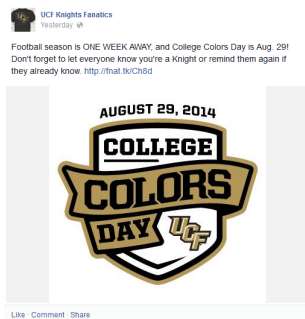 UCF Knights Fanatics
Yesterday
Football season is ONE WEEK AWAY, and College Colors Day is Aug. 29!
Don't forget to let everyone know you're a Knight or remind them again if
they already know. http://fnat.tk/Ch8d
AUGUST 29, 2014
COLLEGE
COLORS
DAY UCF
Like · Comment · Share